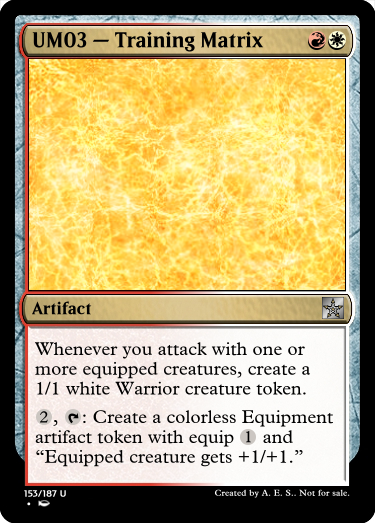 UM03 — Training Matrix
Artifact
Whenever you attack with one or
more equipped creatures, create a
1/1 white Warrior creature token.
2, : Create a colorless Equipment
artifact token with equip 1 and
“Equipped creature gets +1/+1.”
153/187 U
Created by A. E. S.. Not for sale.